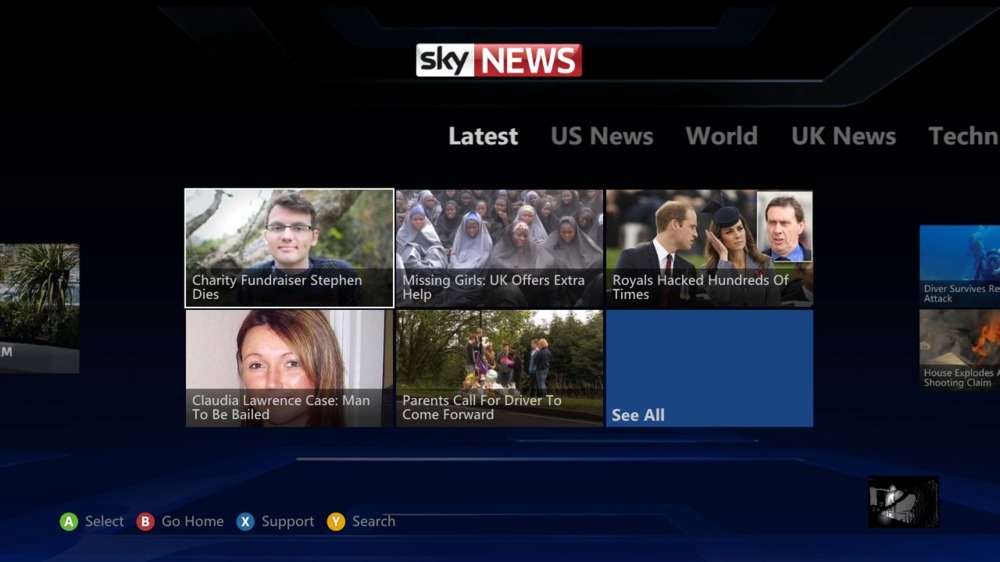 sky NEWS
Latest US News World UK News Techn
Charity Fundraiser Stephen
Dies
Missing Girls: UK Offers Extra
Help
Royals Hacked Hundreds Of
Times
Diver Survives Re
Attack
M
Claudia Lawrence Case: Man
To Be Bailed
Parents Call For Driver To
Come Forward
See All
House Explodes A
Shooting Claim
A Select B Go Home X Support Y Search